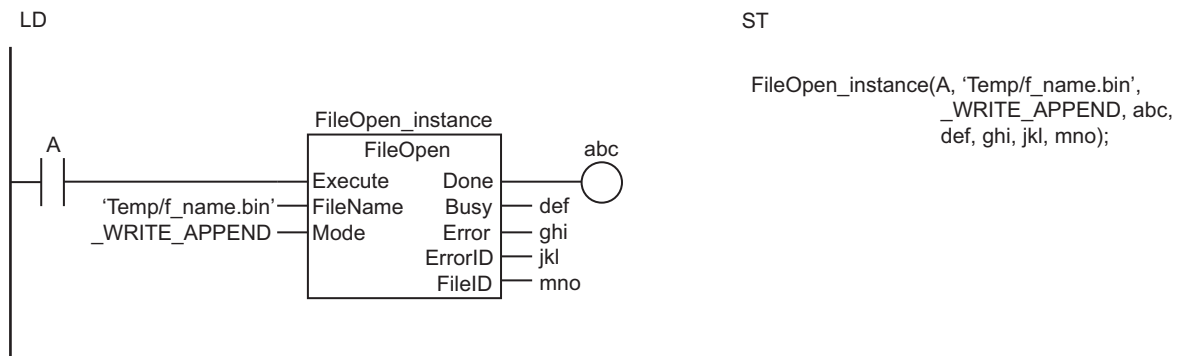 LD
ST
FileOpen_instance(A, ‘Temp/f_name.bin’,
_WRITE_APPEND, abc,
def, ghi, jkl, mno);
FileOpen_instance
A
FileOpen
abc
Execute Done
‘Temp/f_name.bin’ FileName Busy def
_WRITE_APPEND Mode Error ghi
ErrorID jkl
FileID mno